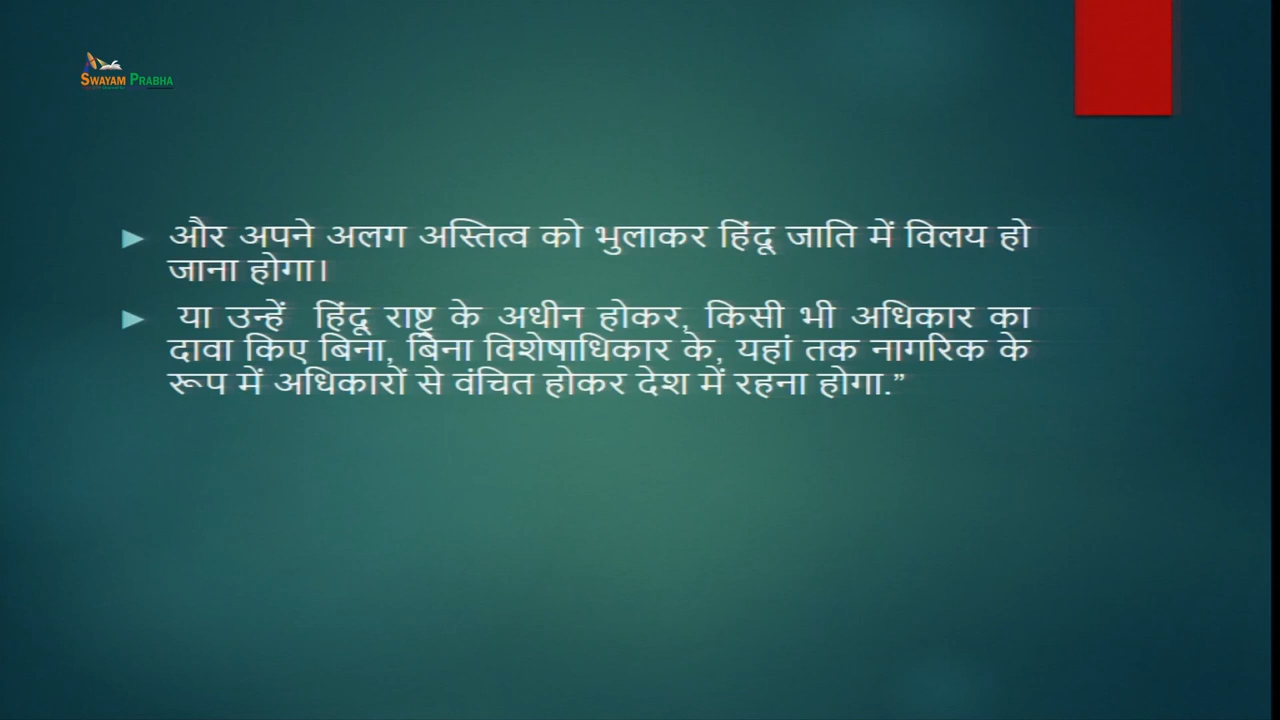 SWAYAM PRABHA
और अपने अलग अस्तित्व को भुलाकर हिंदू जाति में विलय हो
जाना होगा।
या उन्हें हिंदू राष्ट्र के अधीन होकर, किसी भी अधिकार का
दावा किए बिना, बिना विशेषाधिकार के, यहां तक नागरिक के
रूप में अधिकारों से वंचित होकर देश में रहना होगा.”